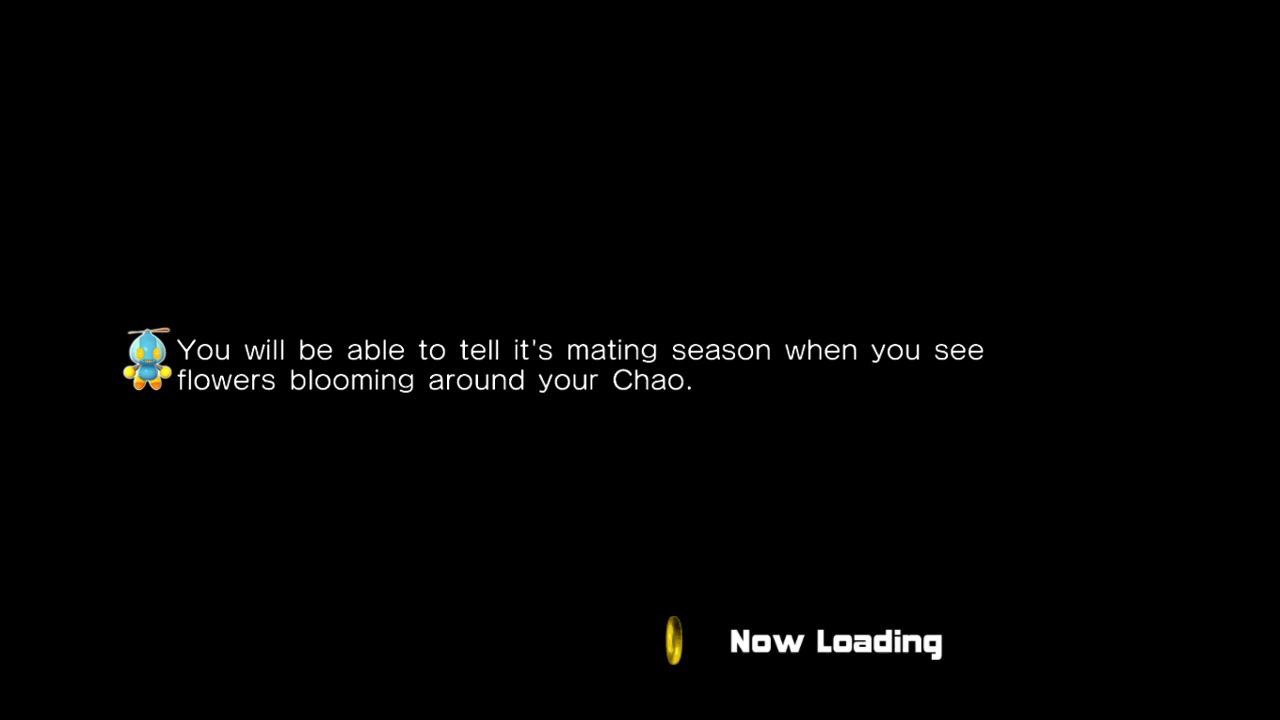 You will be able to tell it's mating season when you see
flowers blooming around your Chao.
Now Loading